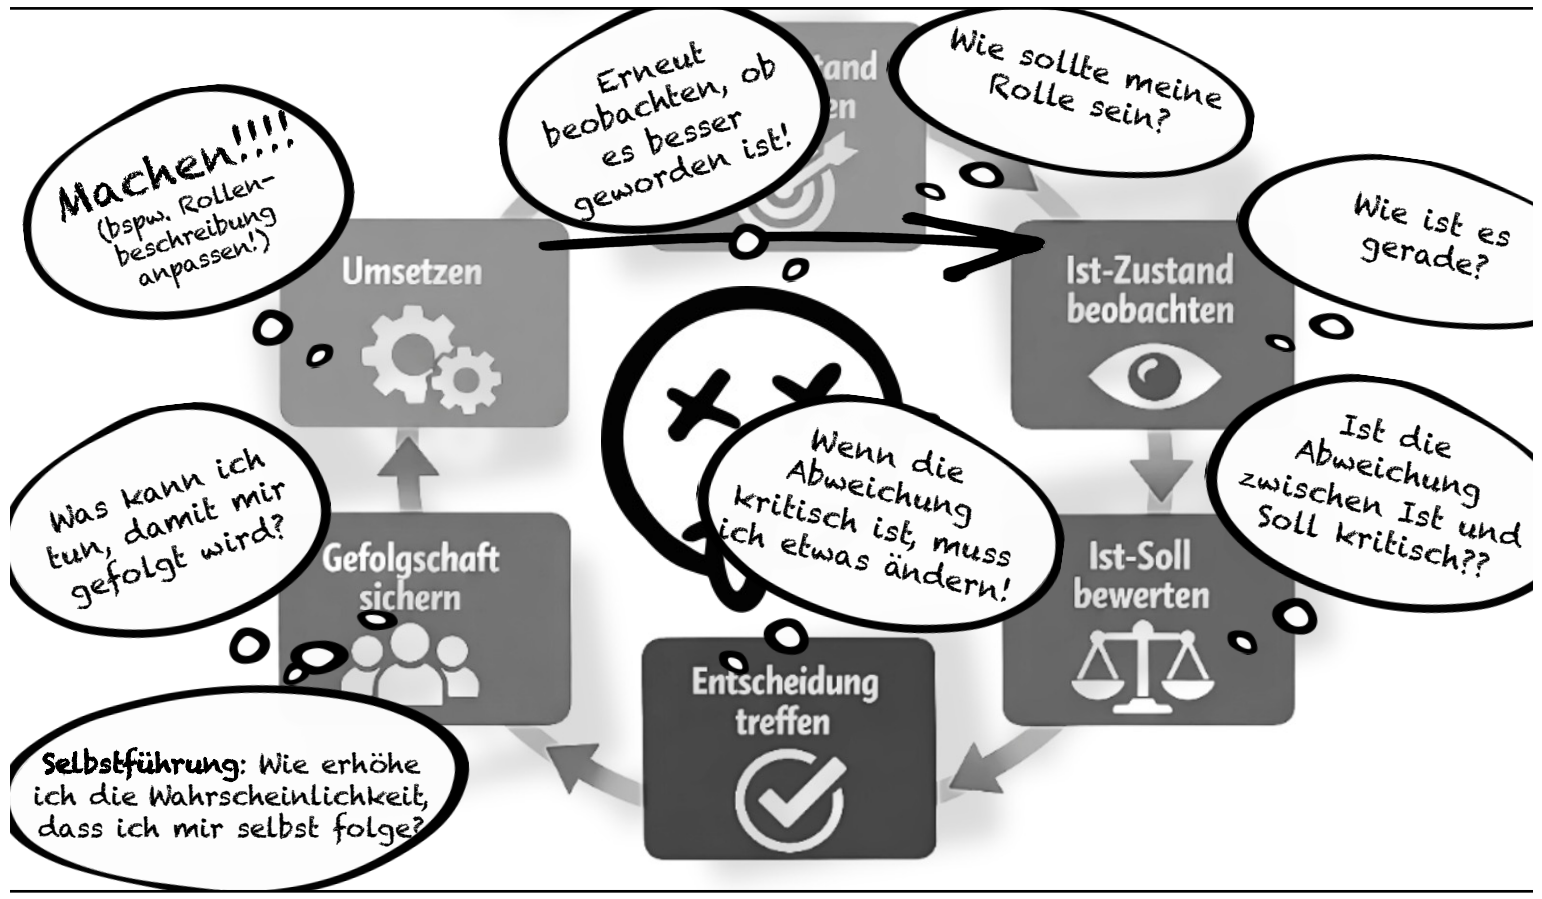 Erneut
beobachten, ob
es besser
geworden ist!
tand
en
Wie sollte meine
Rolle sein?
Machen!!!!
(bspw. Rollen-
beschreibung
anpassen!)
Wie ist es
gerade?
Umsetzen
Ist-Zustand
beobachten
Wenn die
Abweichung
kritisch ist, muss
ich etwas ändern!
Ist die
Abweichung
zwischen Ist und
Soll kritisch??
Was kann ich
tun, damit mir
gefolgt wird?
Gefolgschaft
sichern
Ist-Soll
bewerten
Entscheidung
treffen
Selbstführung: Wie erhöhe
ich die Wahrscheinlichkeit,
dass ich mir selbst folge?